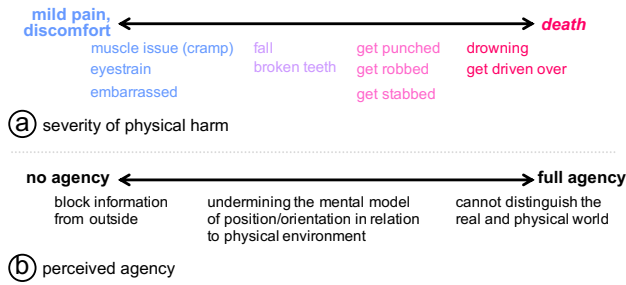 mild pain,
discomfort
death
muscle issue (cramp) fall get punched drowning
eyestrain broken teeth get robbed get driven over
embarrassed get stabbed
a severity of physical harm
no agency full agency
block information undermining the mental model cannot distinguish the
from outside of position/orientation in relation real and physical world
to physical environment
b perceived agency